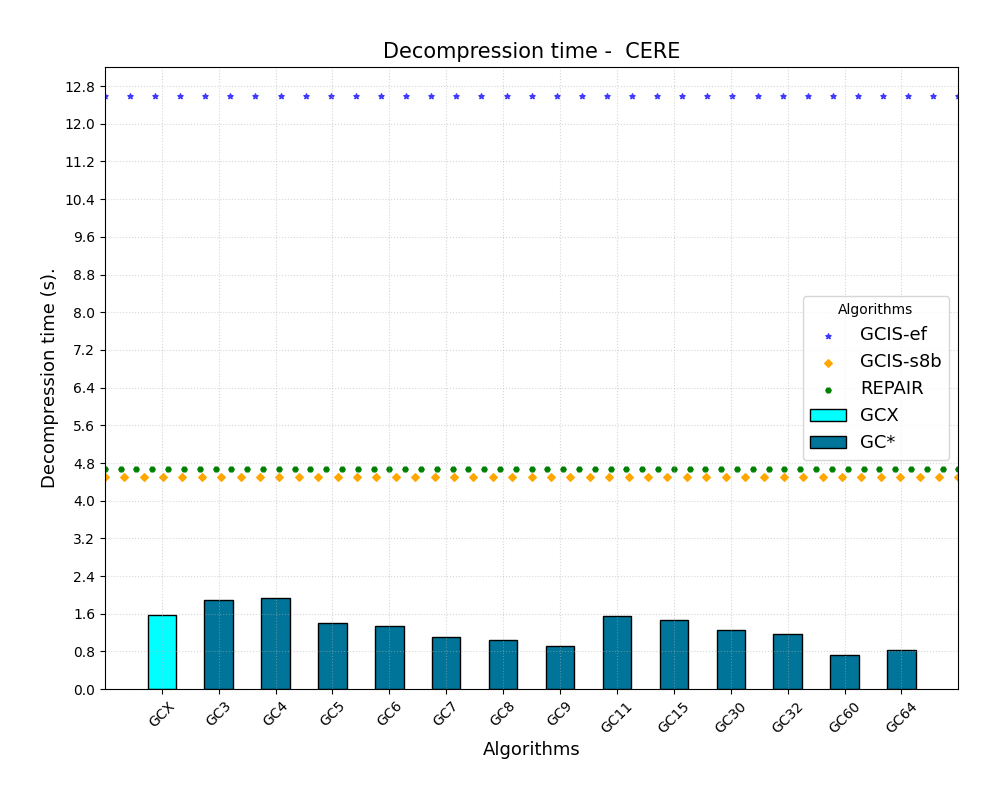 Decompression time - CERE
12.8
12.0
11.2
10.4
9.6
8.8
8.0
7.2
6.4
5.6
4.8
4.0
3.2
2.4
1.6
0.8
0.0
Decompression time (s).
Algorithms
GCIS-ef
GCIS-s8b
REPAIR
GCX
GC*
GCX GC3 GC4 GC5 GC6 GC7 GC8 GC9 GC11 GC15 GC30 GC32 GC60 GC64
Algorithms